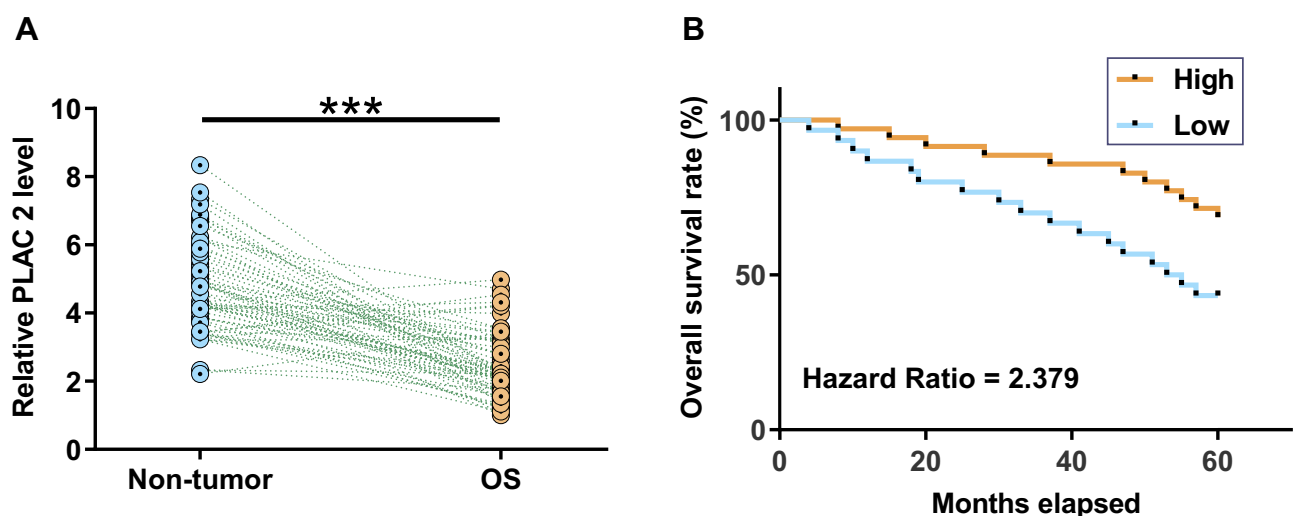 A
Relative PLAC 2 level
10
8
6
4
2
0
***
Non-tumor
OS
B
Overall survival rate (%)
100
50
0
High
Low
Hazard Ratio = 2.379
0
20
40
60
Months elapsed